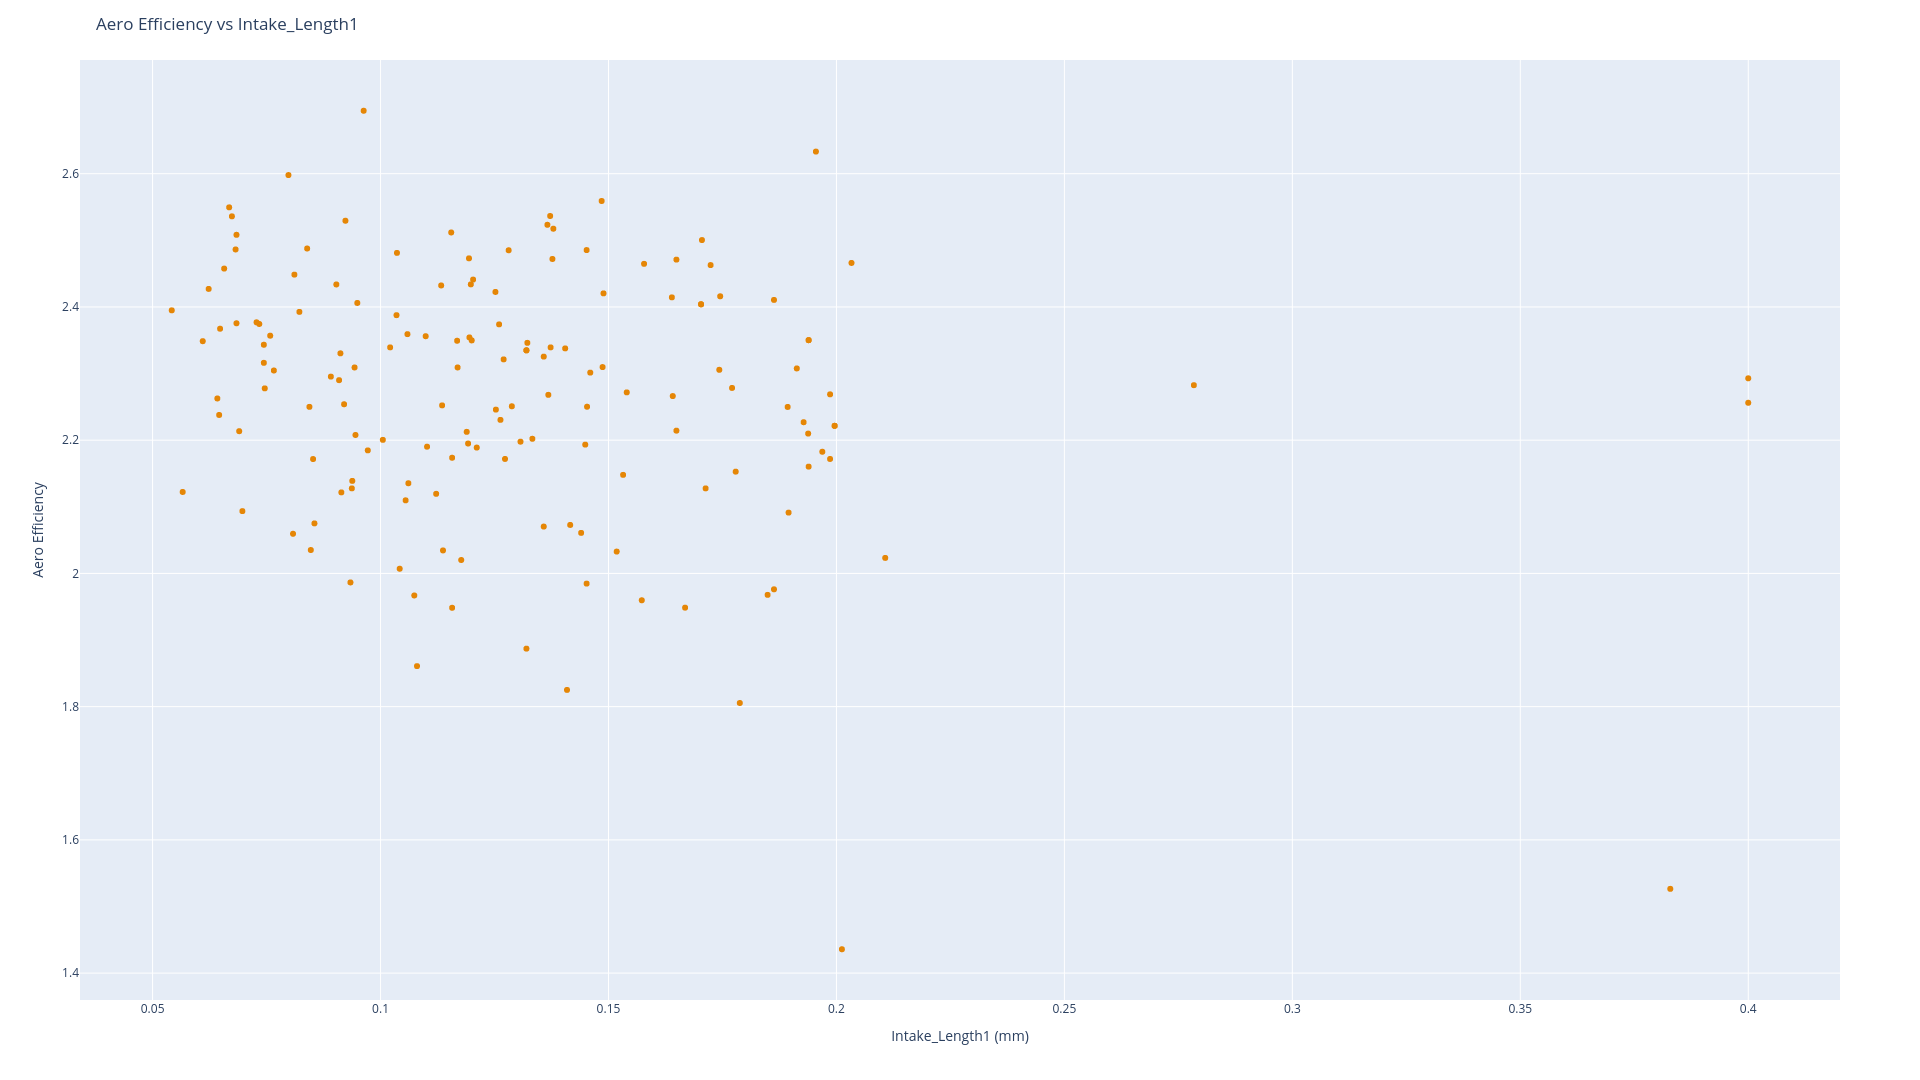 Aero Efficiency vs Intake_Length1
2.6
2.4
2.2
2
1.8
1.6
1.4
Aero Efficiency
0.05 0.1 0.15 0.2 0.25 0.3 0.35 0.4
Intake_Length1 (mm)